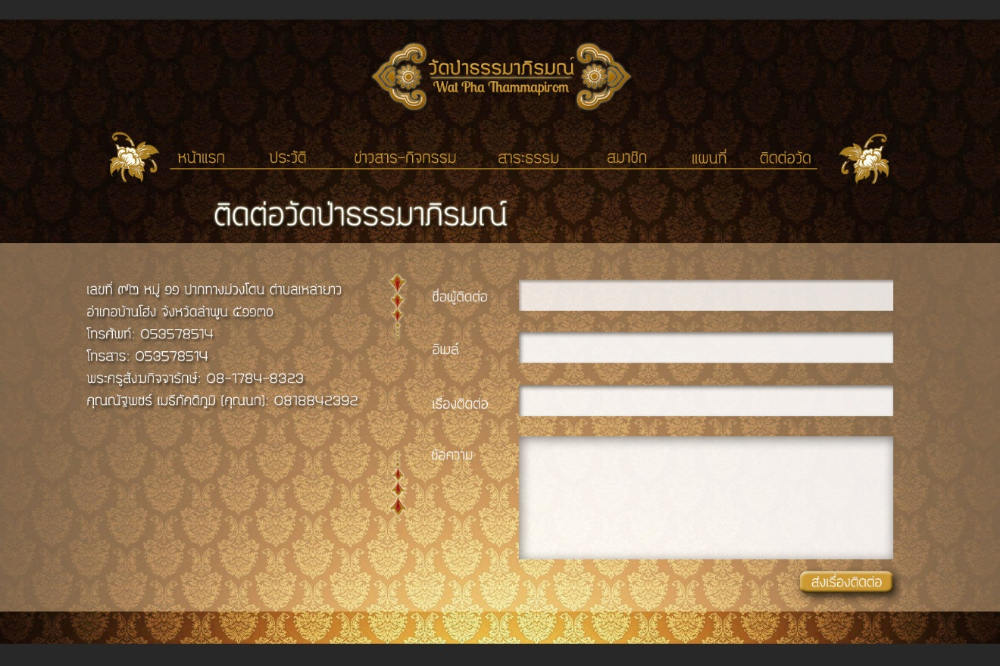 วัดป่าธรรมาภิรมณ์
Wat Pha Thammapirom
หน้าแรก ประวัติ ข่าวสาร-กิจกรรม สาระธรรม สมาชิก แผนที่ ติดต่อวัด
ติดต่อวัดป่าธรรมาภิรมณ์
เลขที่ ๗๒ หมู่ ๑๑ ปากทางม่วงโตน ตำบลเหล่ายาว
อำเภอบ้านโฮ่ง จังหวัดลำพูน ๕๑๑๓๐
โทรศัพท์: 053578514
โทรสาร: 053578514
พระครูสังฆกิจจารักษ์: 08-1784-8323
คุณณัฐพชร์ เมธีภัคดิภูมิ (คุณนก): 0818842392
ชื่อผู้ติดต่อ
อีเมล์
เรื่องติดต่อ
ข้อความ
ส่งเรื่องติดต่อ